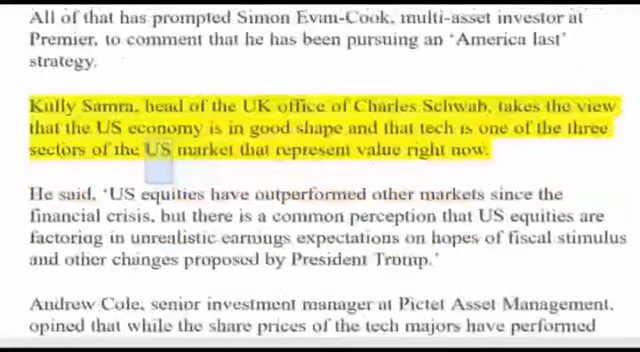 All of that has prompted Simon Evan-Cook, multi-asset investor at
Premier, to comment that he has been pursuing an ‘America last’
strategy.
Kully Samra, head of the UK office of Charles Schwab, takes the view
that the US economy is in good shape and that tech is one of the three
sectors of the US market that represent value right now.
He said, ‘US equities have outperformed other markets since the
financial crisis, but there is a common perception that US equities are
factoring in unrealistic earnings expectations on hopes of fiscal stimulus
and other changes proposed by President Trump.’
Andrew Cole, senior investment manager at Pictet Asset Management,
opined that while the share prices of the tech majors have performed